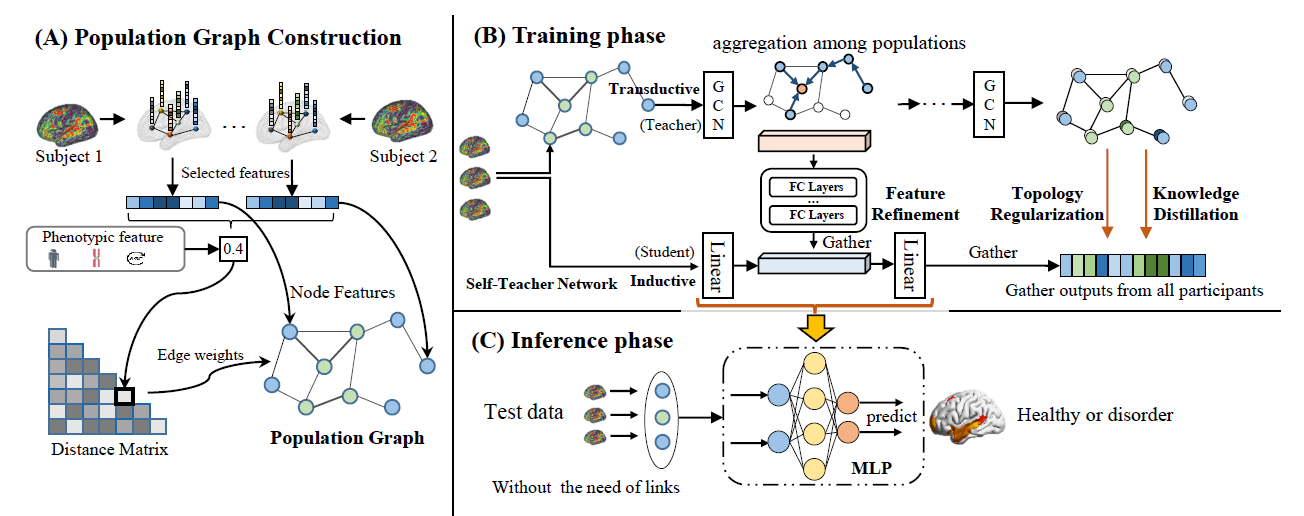 (A) Population Graph Construction
Subject 1
. . .
Subject 2
Selected features
Phenotypic feature
0.4
Node Features
Edge weights
Distance Matrix
Population Graph
(B) Training phase
aggregation among populations
Transductive
(Teacher)
G
C
N
G
C
N
FC Layers
...
FC Layers
Feature
Refinement
Topology
Regularization
Knowledge
Distillation
Gather
(Student)
Self-Teacher Network
Inductive
Linear
Linear
Gather
Gather outputs from all participants
(C) Inference phase
Test data
Without the need of links
predict
MLP
Healthy or disorder